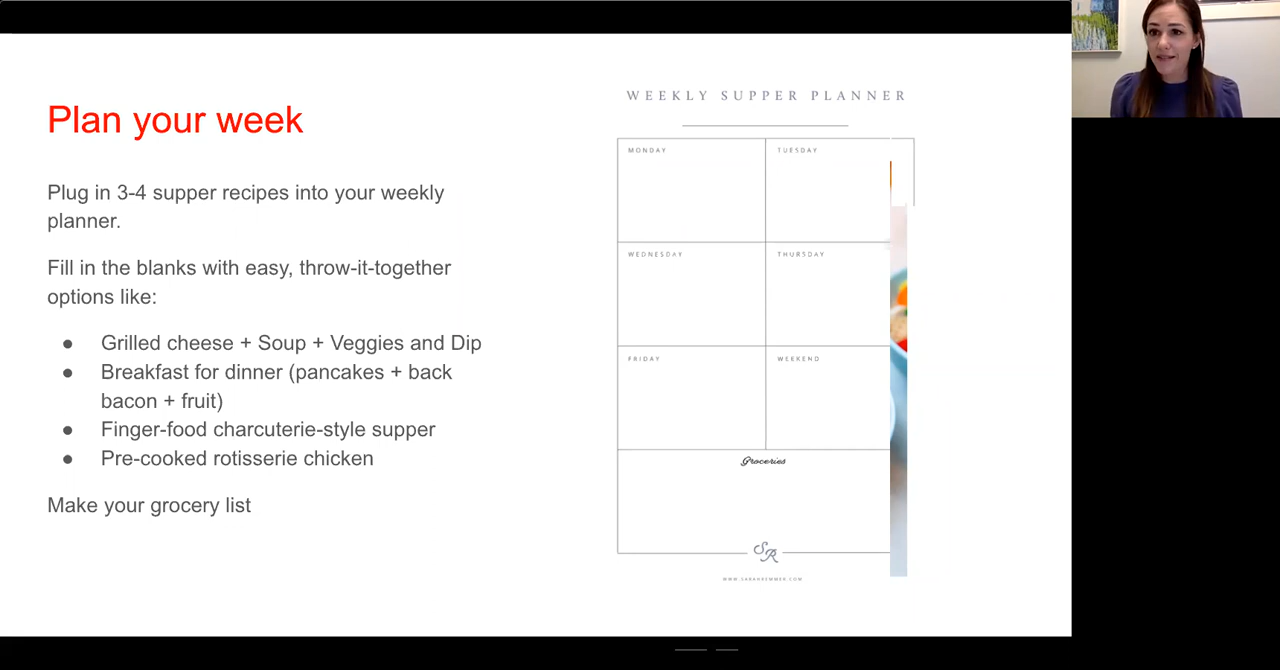 Plan your week
Plug in 3-4 supper recipes into your weekly
planner.
Fill in the blanks with easy, throw-it-together
options like:
● Grilled cheese + Soup + Veggies and Dip
● Breakfast for dinner (pancakes + back
bacon + fruit)
● Finger-food charcuterie-style supper
● Pre-cooked rotisserie chicken
Make your grocery list
WEEKLY SUPPER PLANNER
MONDAY
TUESDAY
WEDNESDAY
THURSDAY
FRIDAY
WEEKEND
Groceries
SR
WWW.SARAHREMMER.COM